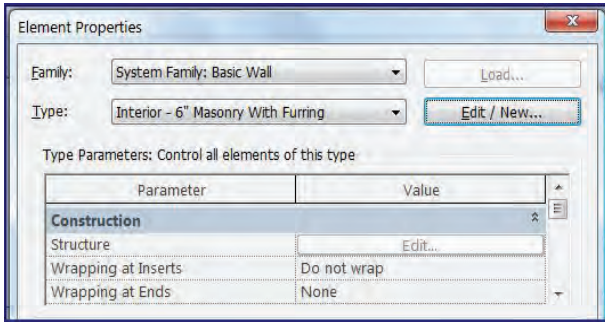 Element Properties
Family: System Family: Basic Wall Load...
Type: Interior - 6" Masonry With Furring Edit / New...
Type Parameters: Control all elements of this type
Parameter Value
Construction
Structure Edit...
Wrapping at Inserts Do not wrap
Wrapping at Ends None